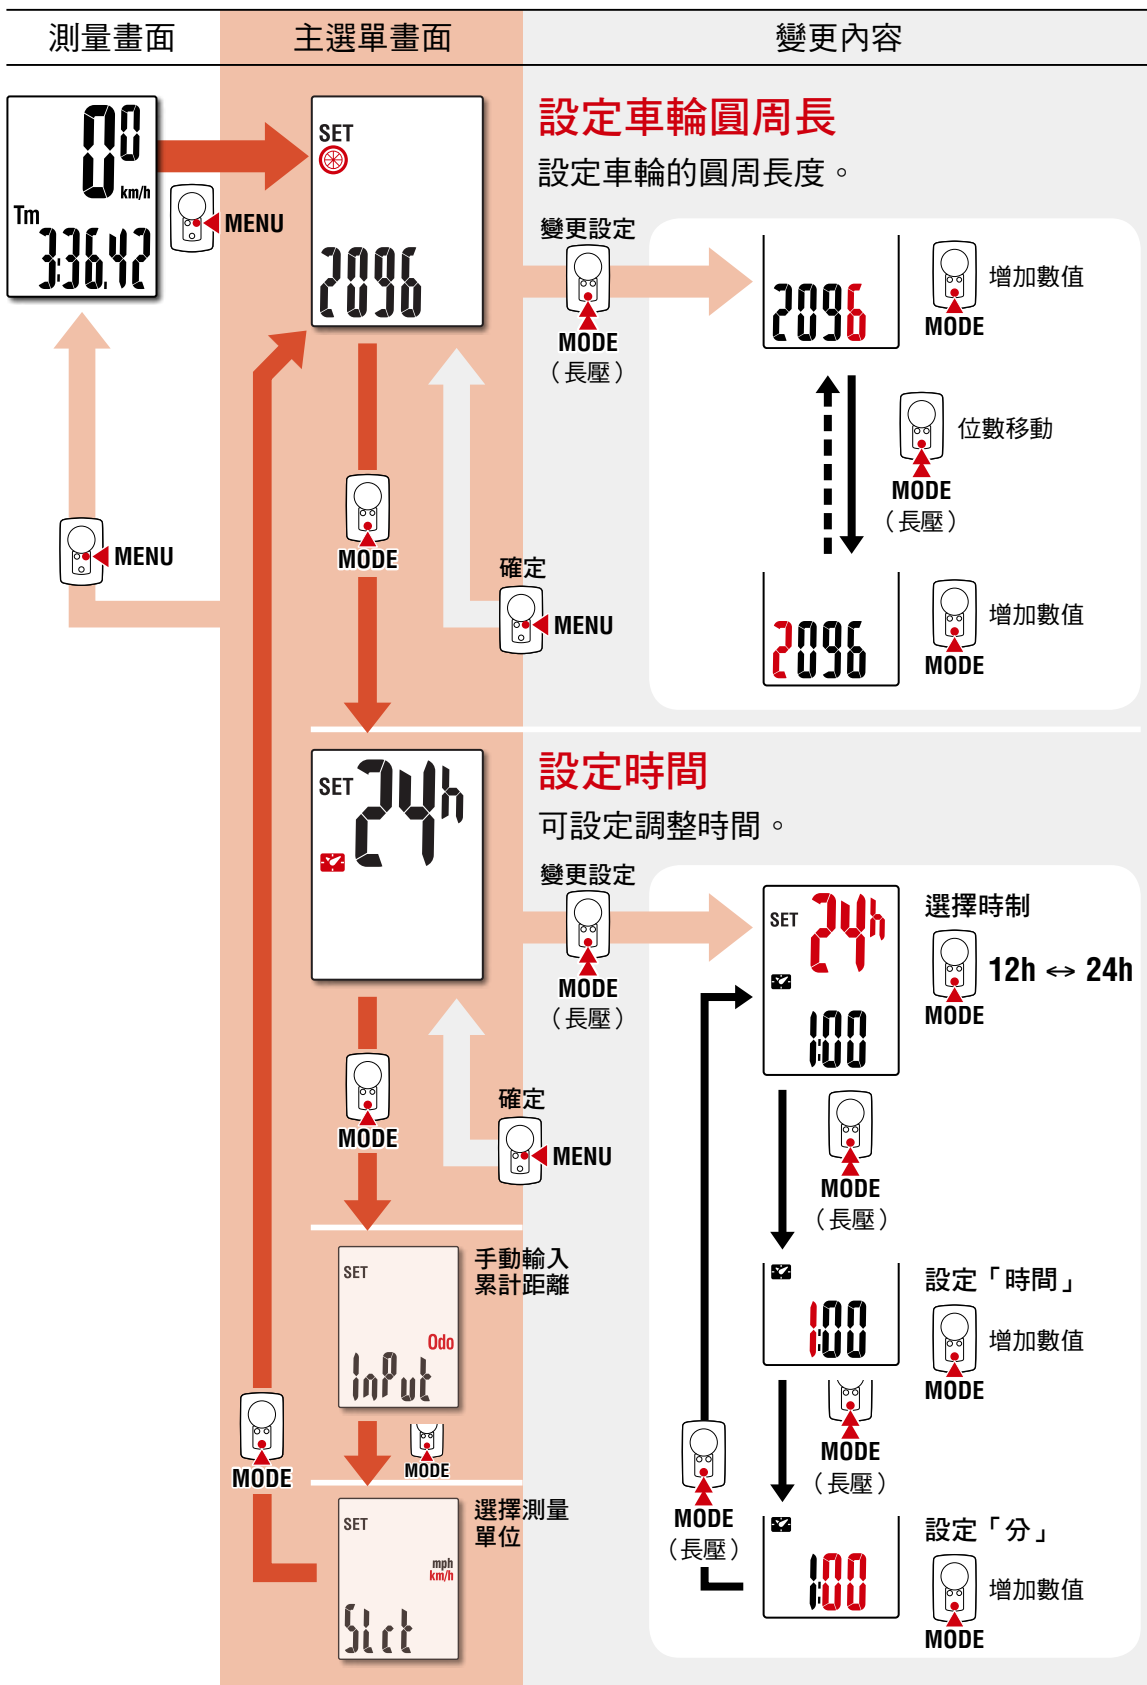 測量畫面
主選單畫面
變更內容
0.0
km/h
Tm
3:36.42
MENU
SET
2096
設定車輪圓周長
設定車輪的圓周長度。
變更設定
MODE
（長壓）
2096
增加數值
MODE
位數移動
MODE
（長壓）
2096
增加數值
MODE
MENU
MODE
確定
MENU
SET
24h
設定時間
可設定調整時間。
變更設定
MODE
（長壓）
SET
24h
1:00
選擇時制
12h ⇔ 24h
MODE
MODE
（長壓）
MODE
確定
MENU
1:00
設定「時間」
增加數值
MODE
MODE
（長壓）
手動輸入
累計距離
SET
Odo
InPut
MODE
MODE
MODE
（長壓）
選擇測量
單位
SET
mph
km/h
Slct
1:00
設定「分」
增加數值
MODE